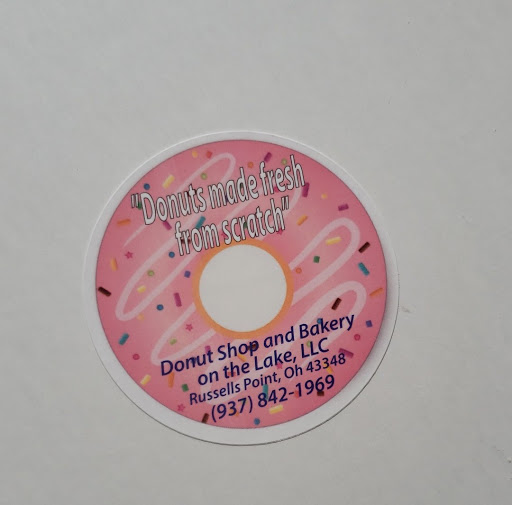 "Donuts made fresh
from scratch"
Donut Shop and Bakery
on the Lake, LLC
Russells Point, Oh 43348
(937) 842-1969